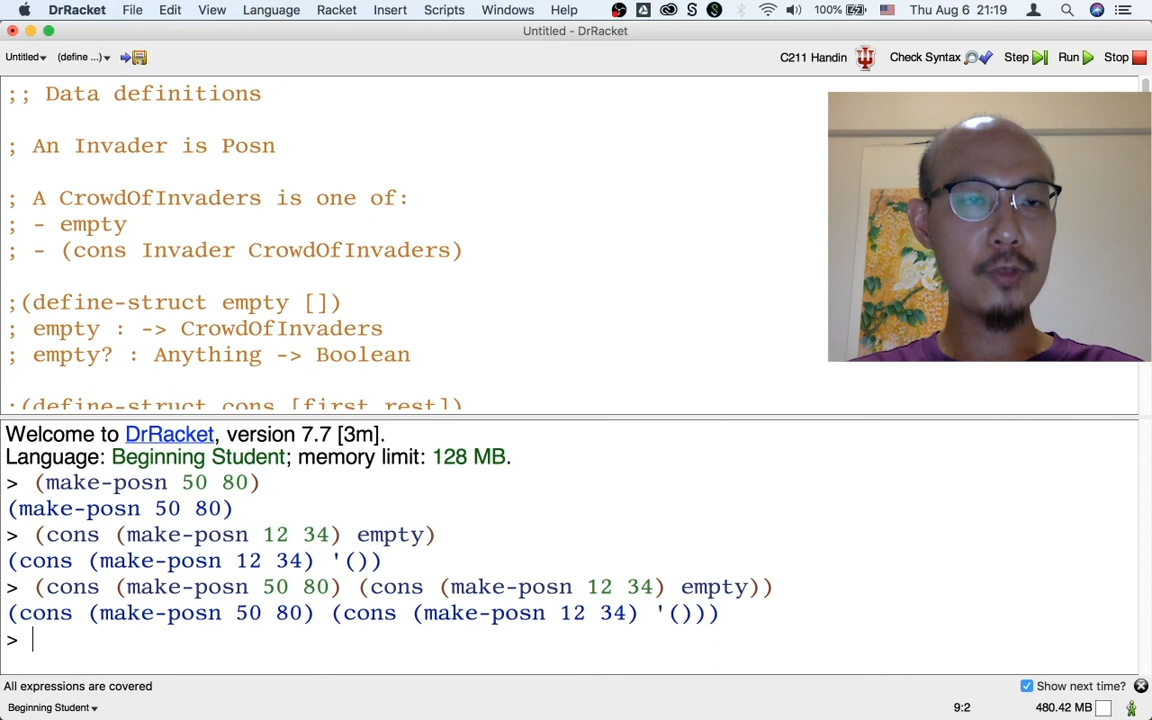 DrRacket File Edit View Language Racket Insert Scripts Windows Help 100% Thu Aug 6 21:19
Untitled - DrRacket
Untitled (define ...) C211 Handin Check Syntax Step Run Stop
;; Data definitions
; An Invader is Posn
; A CrowdOfInvaders is one of:
; - empty
; - (cons Invader CrowdOfInvaders)
;(define-struct empty [])
; empty : -> CrowdOfInvaders
; empty? : Anything -> Boolean
;(define-struct cons [first rest])
Welcome to DrRacket, version 7.7 [3m].
Language: Beginning Student; memory limit: 128 MB.
> (make-posn 50 80)
(make-posn 50 80)
> (cons (make-posn 12 34) empty)
(cons (make-posn 12 34) '())
> (cons (make-posn 50 80) (cons (make-posn 12 34) empty))
(cons (make-posn 50 80) (cons (make-posn 12 34) '()))
>
All expressions are covered Show next time?
Beginning Student 9:2 480.42 MB